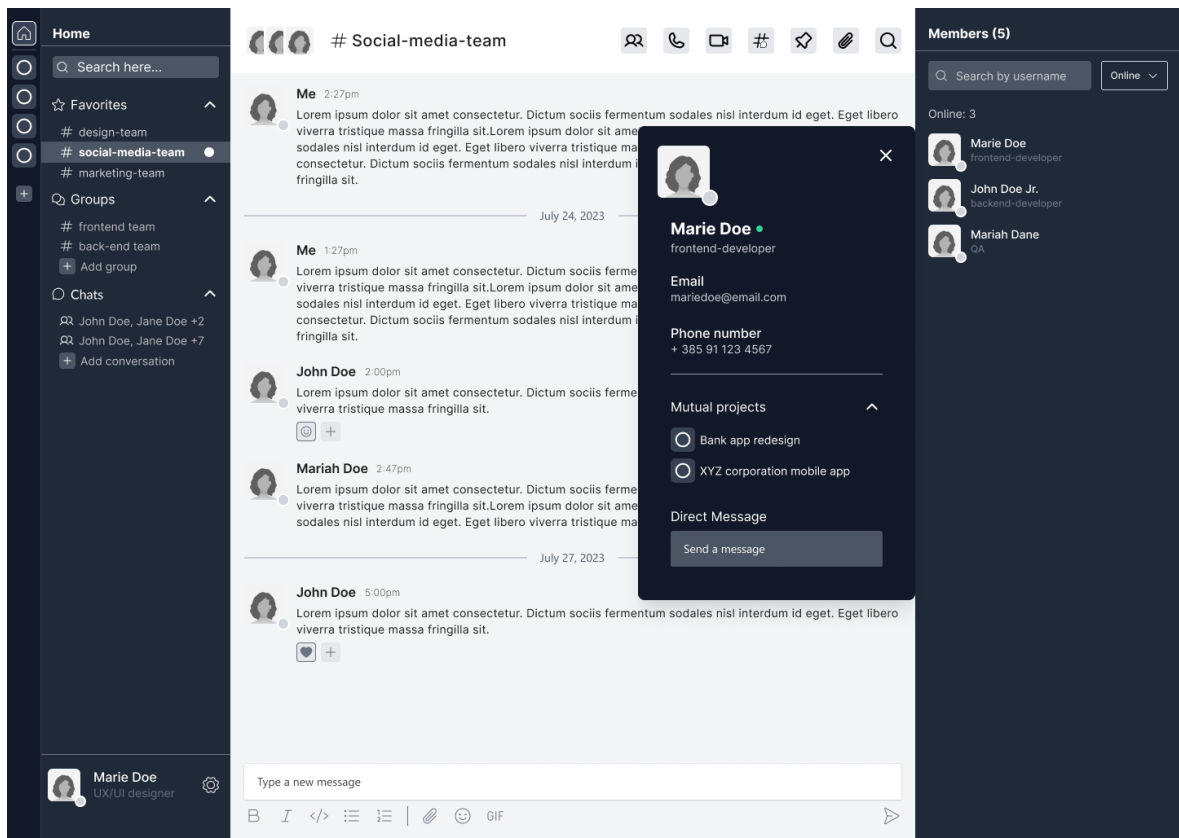 Home
Search here...
Favorites
# design-team
# social-media-team
# marketing-team
Groups
# frontend team
# back-end team
+ Add group
Chats
John Doe, Jane Doe +2
John Doe, Jane Doe +7
+ Add conversation
Marie Doe
UX/UI designer
# Social-media-team
Me 2:27pm
Lorem ipsum dolor sit amet consectetur. Dictum sociis fermentum sodales nisl interdum id eget. Eget libero
viverra tristique massa fringilla sit.Lorem ipsum dolor sit ame
sodales nisl interdum id eget. Eget libero viverra tristique ma
consectetur. Dictum sociis fermentum sodales nisl interdum i
fringilla sit.
July 24, 2023
Me 1:27pm
Lorem ipsum dolor sit amet consectetur. Dictum sociis ferme
viverra tristique massa fringilla sit.Lorem ipsum dolor sit ame
sodales nisl interdum id eget. Eget libero viverra tristique ma
consectetur. Dictum sociis fermentum sodales nisl interdum i
fringilla sit.
John Doe 2:00pm
Lorem ipsum dolor sit amet consectetur. Dictum sociis ferme
viverra tristique massa fringilla sit.
Mariah Doe 2:47pm
Lorem ipsum dolor sit amet consectetur. Dictum sociis ferme
viverra tristique massa fringilla sit.Lorem ipsum dolor sit ame
sodales nisl interdum id eget. Eget libero viverra tristique ma
July 27, 2023
John Doe 5:00pm
Lorem ipsum dolor sit amet consectetur. Dictum sociis fermentum sodales nisl interdum id eget. Eget libero
viverra tristique massa fringilla sit.
Type a new message
B I </> GIF
Marie Doe
frontend-developer
Email
mariedoe@email.com
Phone number
+ 385 91 123 4567
Mutual projects
Bank app redesign
XYZ corporation mobile app
Direct Message
Send a message
Members (5)
Search by username
Online
Online: 3
Marie Doe
frontend-developer
John Doe Jr.
backend-developer
Mariah Dane
QA